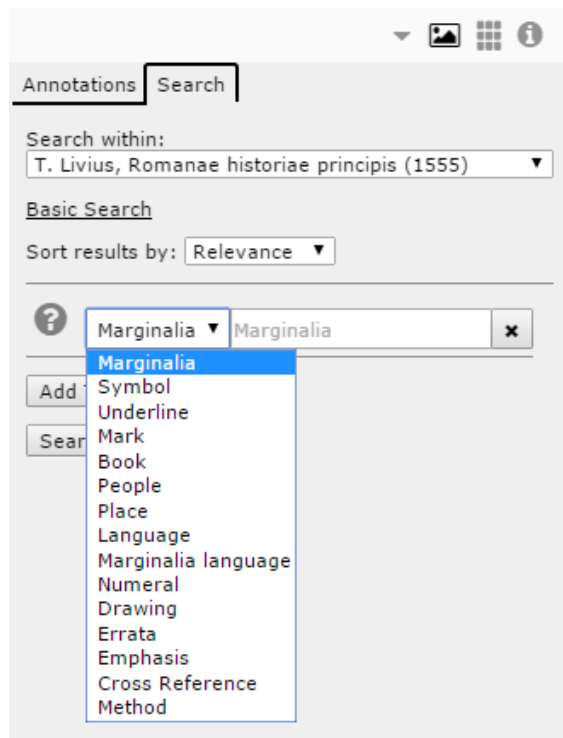 Annotations Search
Search within:
T. Livius, Romanae historiae principis (1555)
Basic Search
Sort results by: Relevance
Marginalia Marginalia
Marginalia
Symbol
Underline
Mark
Book
People
Place
Language
Marginalia language
Numeral
Drawing
Errata
Emphasis
Cross Reference
Method
Add